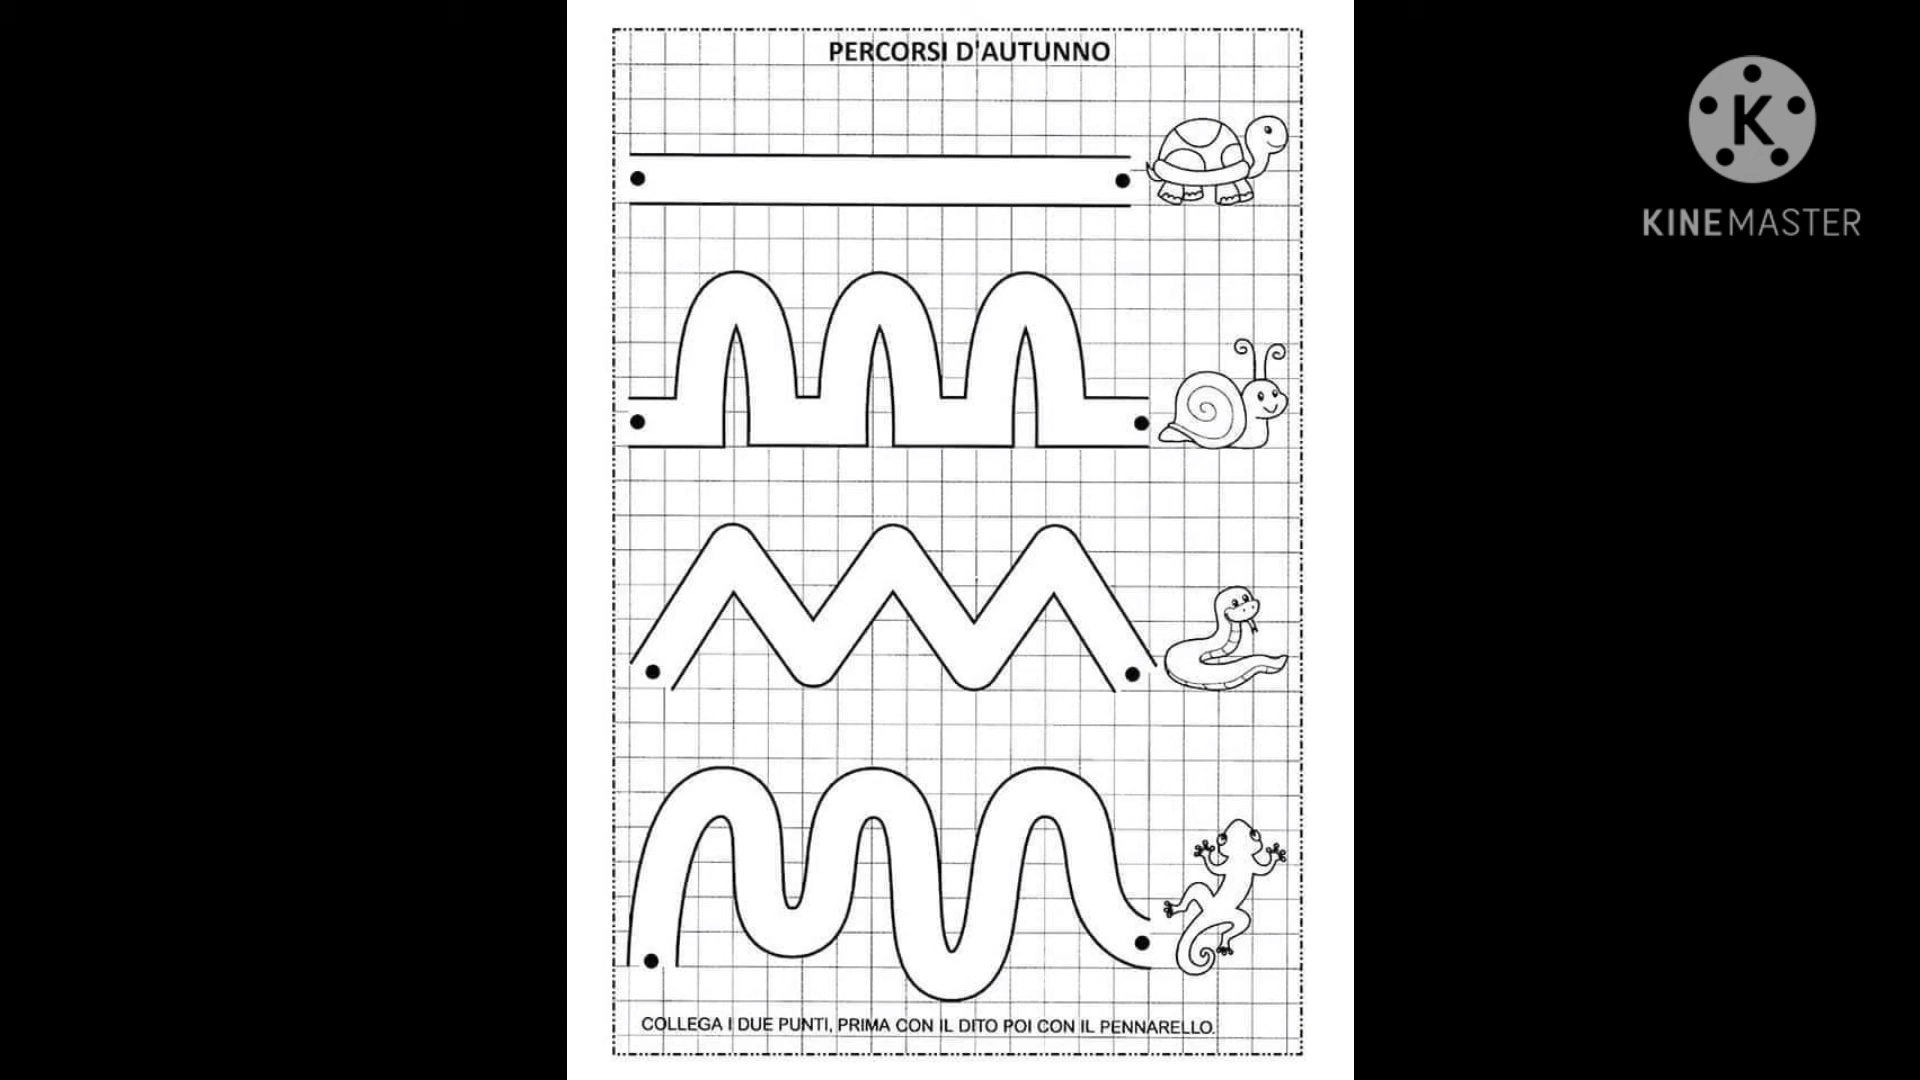 PERCORSI D'AUTUNNO
K
KINEMASTER
COLLEGA I DUE PUNTI, PRIMA CON IL DITO POI CON IL PENNARELLO.